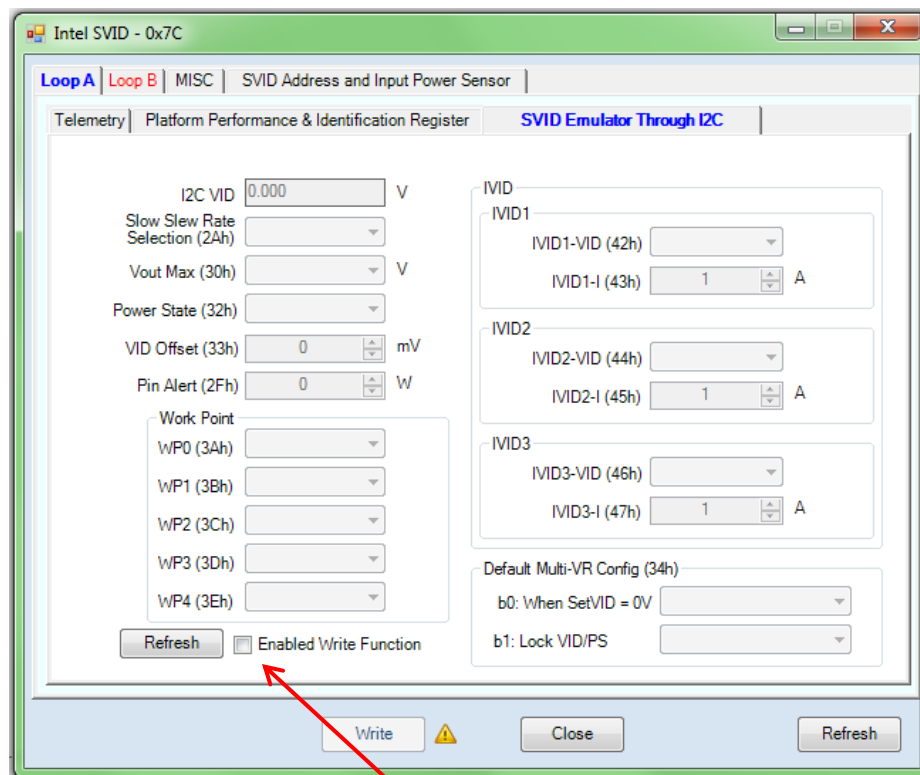 Intel SVID - 0x7C
Loop A Loop B MISC SVID Address and Input Power Sensor
Telemetry Platform Performance & Identification Register SVID Emulator Through I2C
I2C VID 0.000 V
Slow Slew Rate
Selection (2Ah)
Vout Max (30h) V
Power State (32h)
VID Offset (33h) 0 mV
Pin Alert (2Fh) 0 W
Work Point
WP0 (3Ah)
WP1 (3Bh)
WP2 (3Ch)
WP3 (3Dh)
WP4 (3Eh)
Refresh Enabled Write Function
IVID
IVID1
IVID1-VID (42h)
IVID1-I (43h) 1 A
IVID2
IVID2-VID (44h)
IVID2-I (45h) 1 A
IVID3
IVID3-VID (46h)
IVID3-I (47h) 1 A
Default Multi-VR Config (34h)
b0: When SetVID = 0V
b1: Lock VID/PS
Write Close Refresh